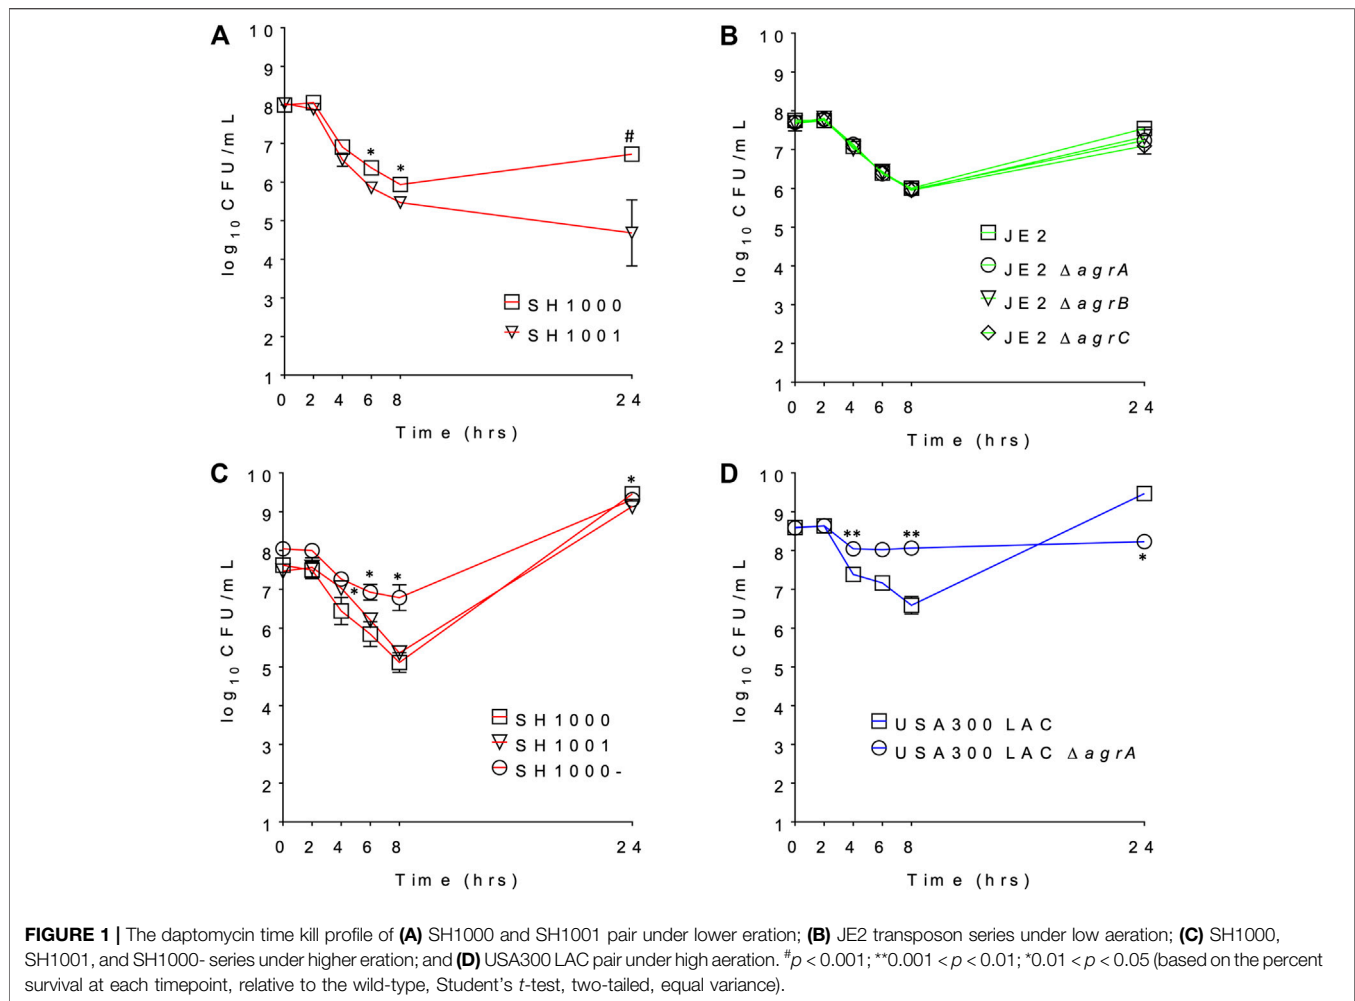 A
10
9
8
7
6
5
4
3
2
1
log10 CFU/mL
*
*
#
SH1000
SH1001
0 2 4 6 8 24
Time (hrs)
B
10
9
8
7
6
5
4
3
2
1
log10 CFU/mL
JE2
JE2 ΔagrA
JE2 ΔagrB
JE2 ΔagrC
0 2 4 6 8 24
Time (hrs)
C
10
9
8
7
6
5
4
3
2
1
log10 CFU/mL
*
*
*
*
SH1000
SH1001
SH1000-
0 2 4 6 8 24
Time (hrs)
D
10
9
8
7
6
5
4
3
2
1
log10 CFU/mL
**
**
*
USA300 LAC
USA300 LAC ΔagrA
0 2 4 6 8 24
Time (hrs)
FIGURE 1 | The daptomycin time kill profile of (A) SH1000 and SH1001 pair under lower eration; (B) JE2 transposon series under low aeration; (C) SH1000,
SH1001, and SH1000- series under higher eration; and (D) USA300 LAC pair under high aeration. #p < 0.001; **0.001 < p < 0.01; *0.01 < p < 0.05 (based on the percent
survival at each timepoint, relative to the wild-type, Student's t-test, two-tailed, equal variance).